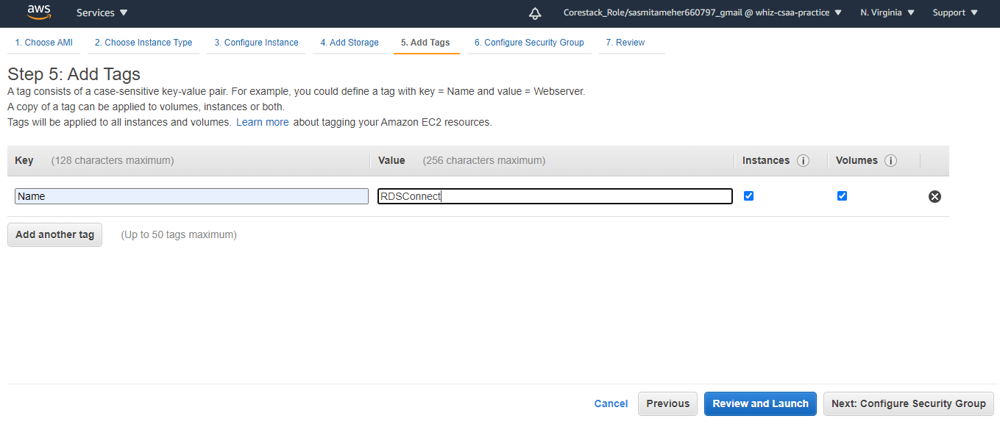 aws Services Corestack_Role/sasmitameher660797_gmail @ whiz-csaa-practice N. Virginia Support
1. Choose AMI 2. Choose Instance Type 3. Configure Instance 4. Add Storage 5. Add Tags 6. Configure Security Group 7. Review
Step 5: Add Tags
A tag consists of a case-sensitive key-value pair. For example, you could define a tag with key = Name and value = Webserver.
A copy of a tag can be applied to volumes, instances or both.
Tags will be applied to all instances and volumes. Learn more about tagging your Amazon EC2 resources.
Key (128 characters maximum) Value (256 characters maximum) Instances i Volumes i
Name RDSConnect
Add another tag (Up to 50 tags maximum)
Cancel Previous Review and Launch Next: Configure Security Group